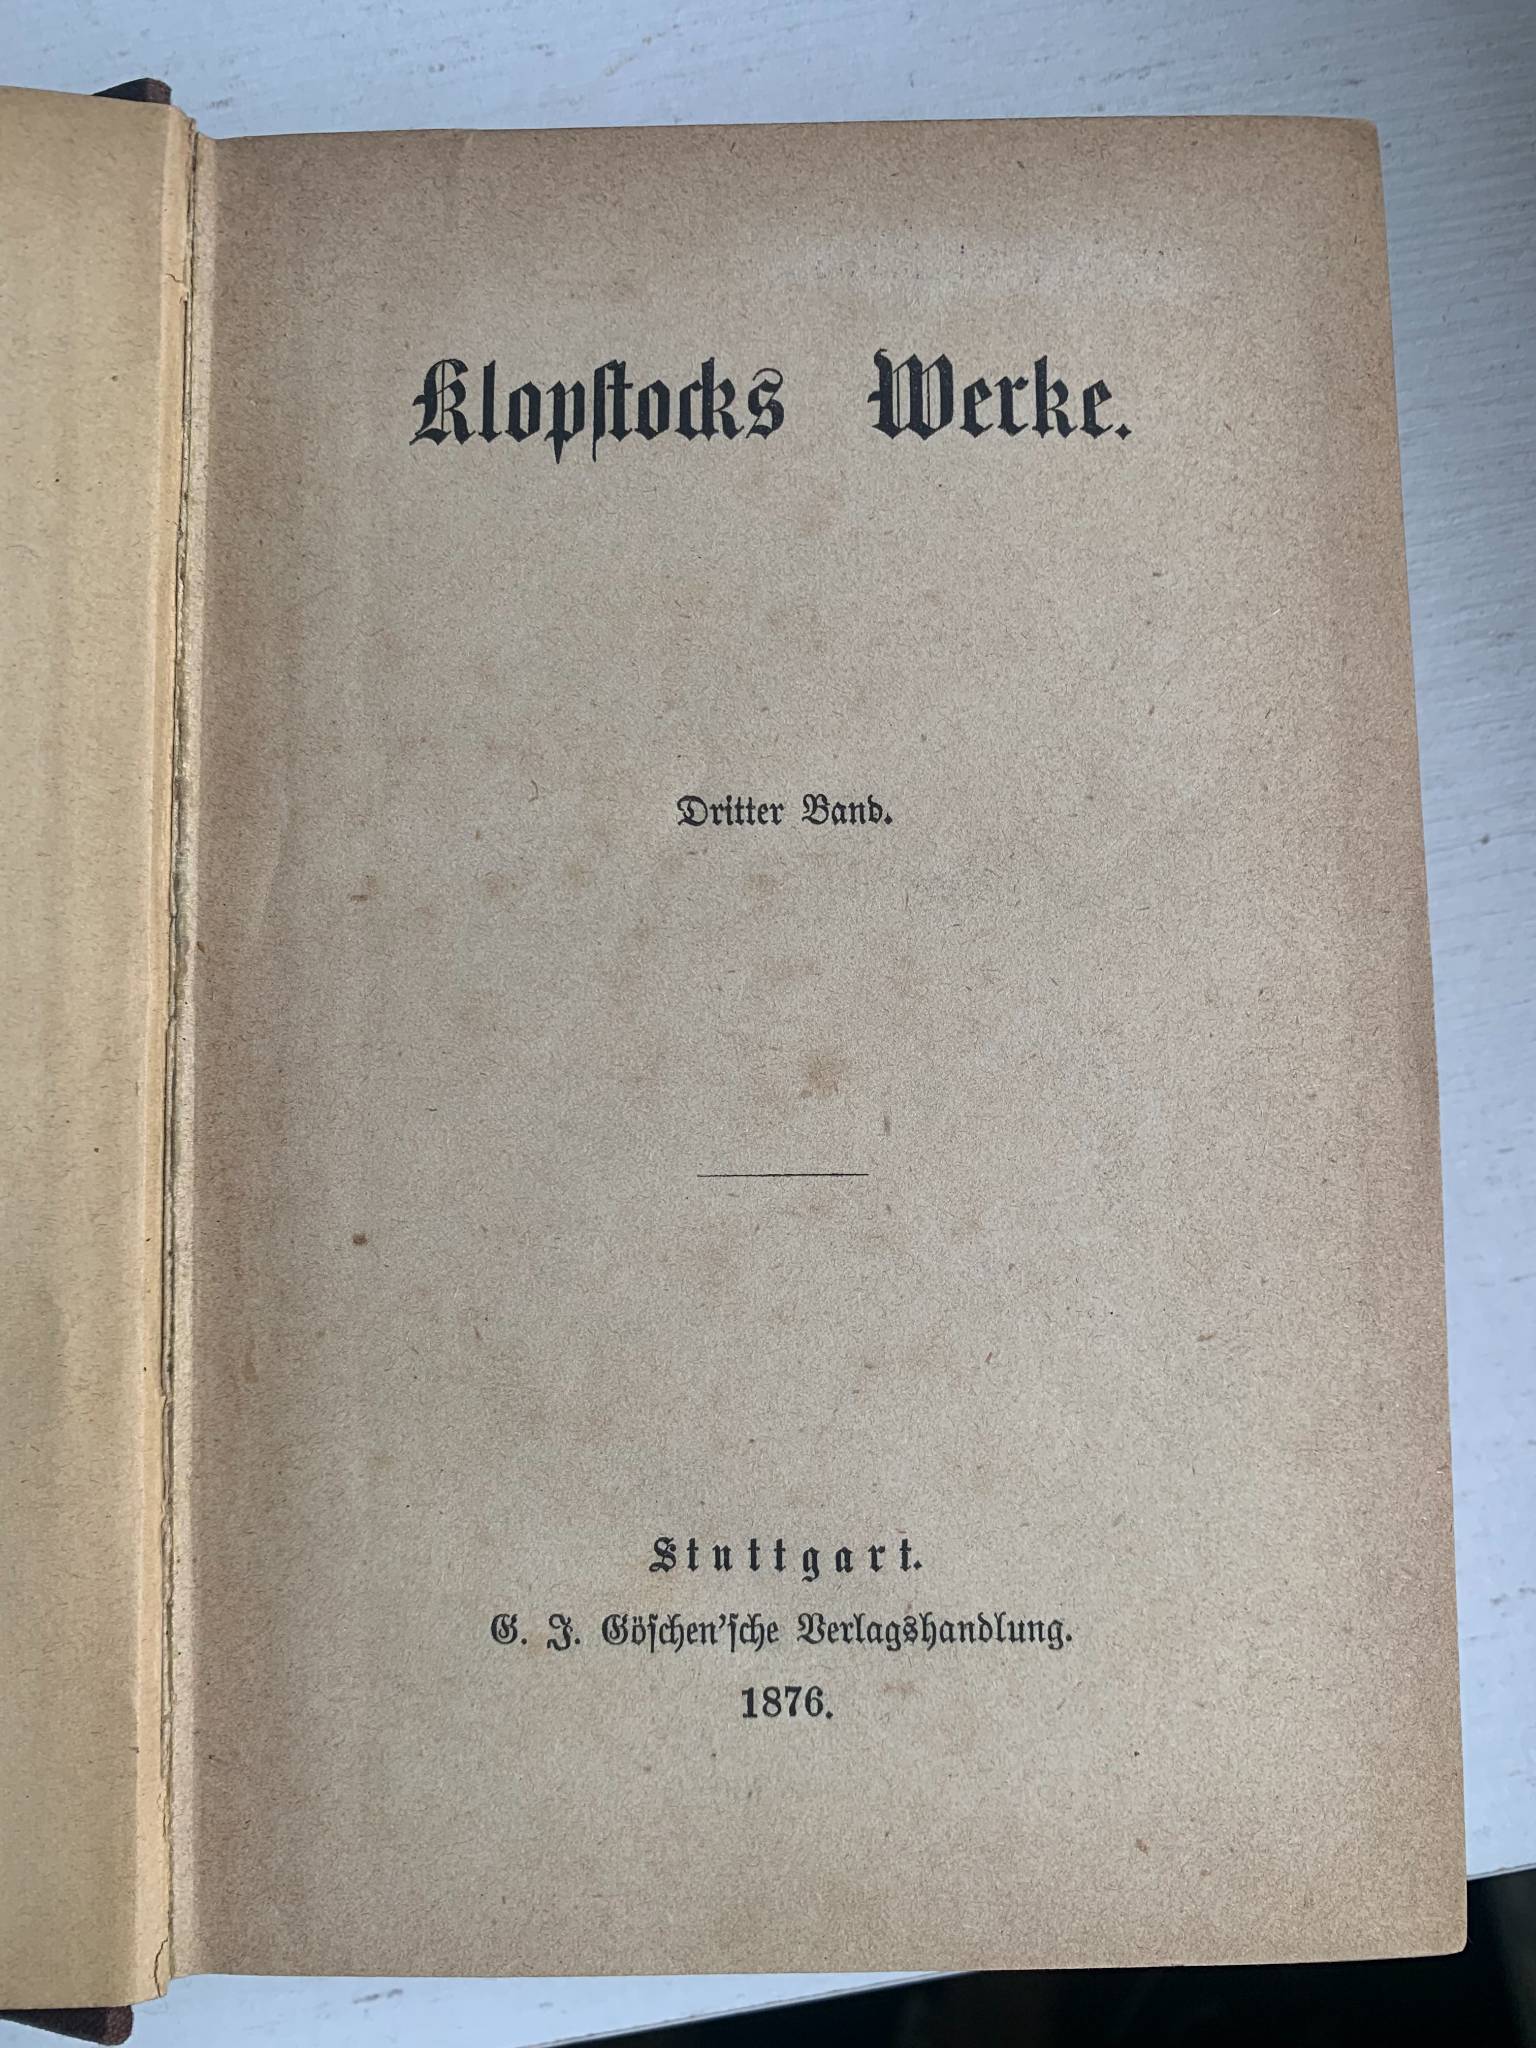 Klopſtocks Werke.
Dritter Band.
Stuttgart.
G. J. Göſchen'ſche Verlagshandlung.
1876.